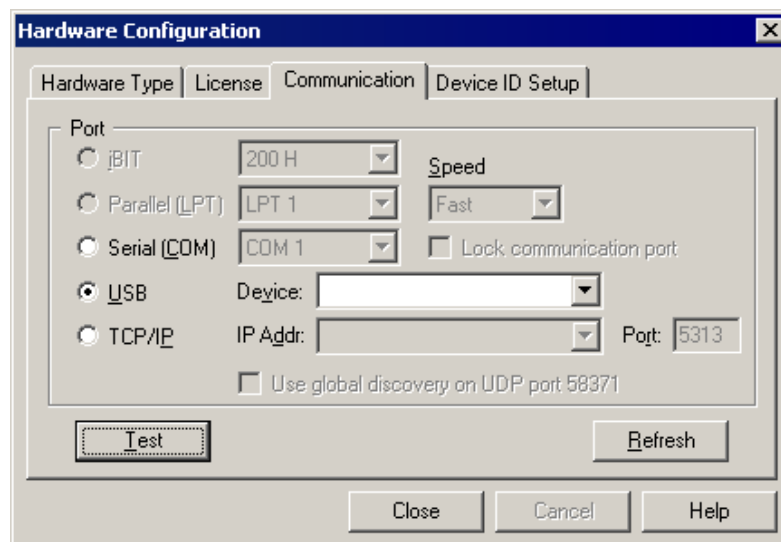 Hardware Configuration
Hardware Type License Communication Device ID Setup
Port
iBIT 200 H Speed
Parallel (LPT) LPT 1 Fast
Serial (COM) COM 1 Lock communication port
USB Device:
TCP/IP IP Addr: Port: 5313
Use global discovery on UDP port 58371
Test Refresh
Close Cancel Help